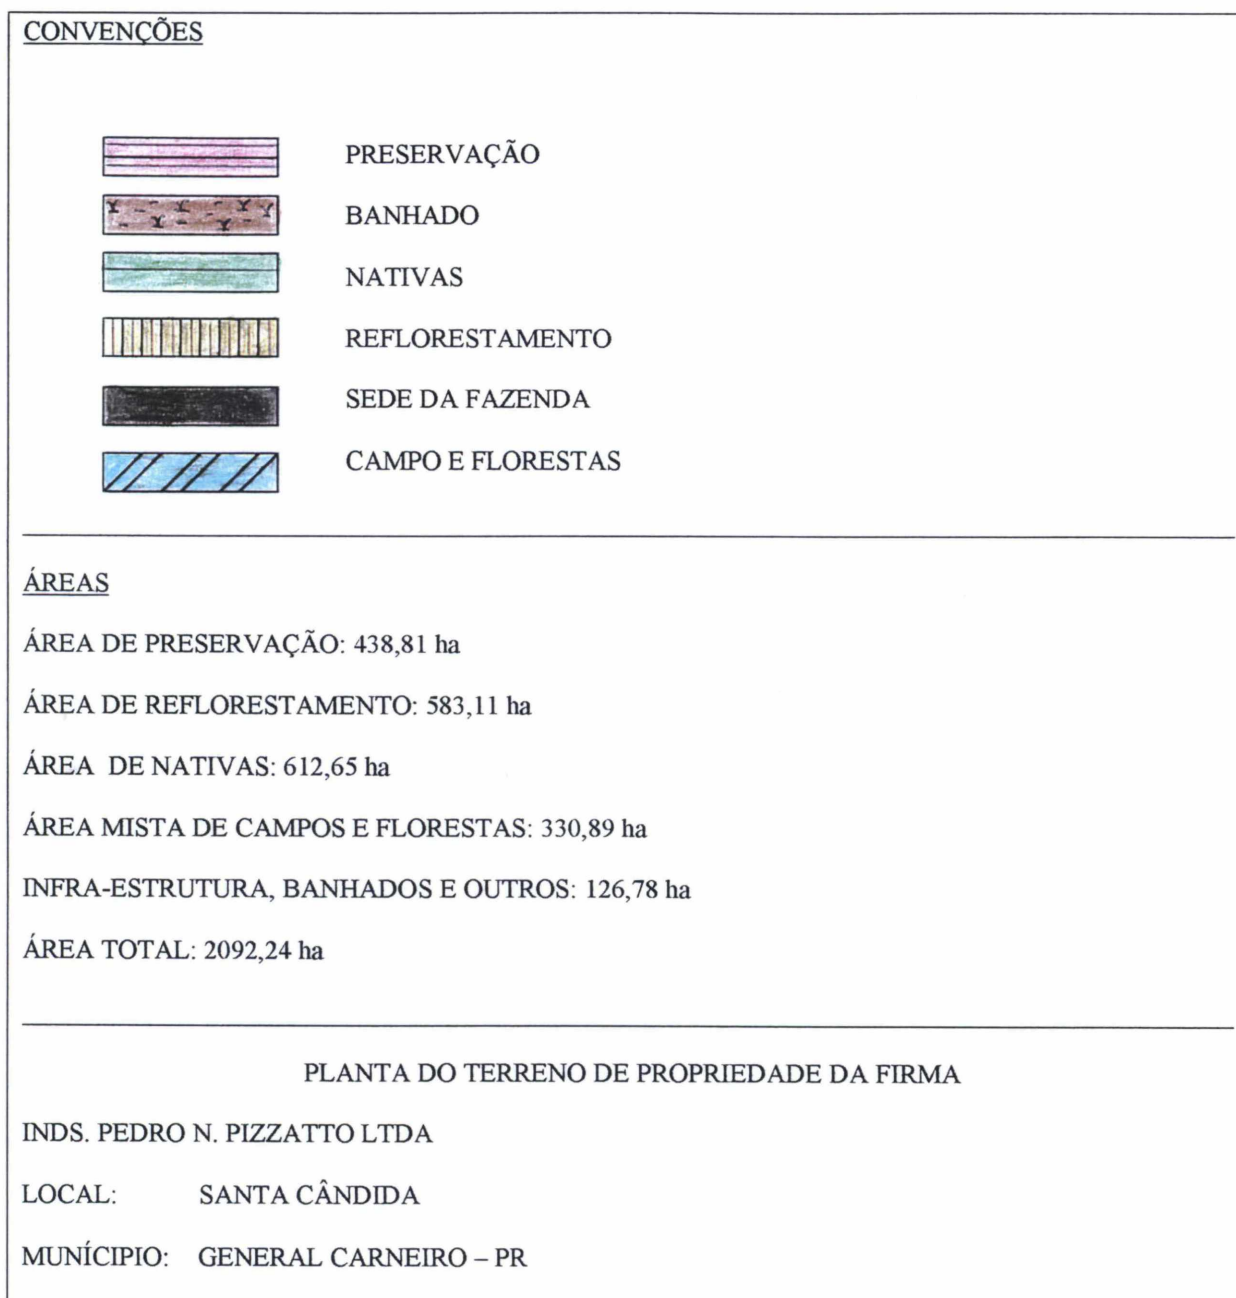 CONVENÇÕES
PRESERVAÇÃO
BANHADO
NATIVAS
REFLORESTAMENTO
SEDE DA FAZENDA
CAMPO E FLORESTAS
ÁREAS
ÁREA DE PRESERVAÇÃO: 438,81 ha
ÁREA DE REFLORESTAMENTO: 583,11 ha
ÁREA DE NATIVAS: 612,65 ha
ÁREA MISTA DE CAMPOS E FLORESTAS: 330,89 ha
INFRA-ESTRUTURA, BANHADOS E OUTROS: 126,78 ha
ÁREA TOTAL: 2092,24 ha
PLANTA DO TERRENO DE PROPRIEDADE DA FIRMA
INDS. PEDRO N. PIZZATTO LTDA
LOCAL: SANTA CÂNDIDA
MUNÍCIPIO: GENERAL CARNEIRO – PR